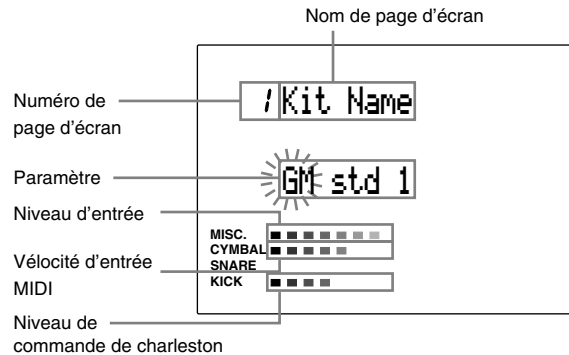 Nom de page d'écran
1 Kit Name
Numéro de
page d'écran
Paramètre
GM std 1
Niveau d'entrée
MISC.
CYMBAL
Vélocité d'entrée
MIDI
SNARE
KICK
Niveau de
commande de charleston